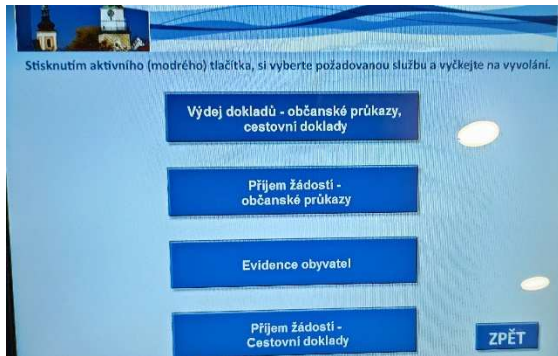 Stisknutím aktivního (modrého) tlačítka, si vyberte požadovanou službu a vyčkejte na vyvolání.
Výdej dokladů - občanské průkazy,
cestovní doklady
Příjem žádostí -
občanské průkazy
Evidence obyvatel
Příjem žádostí -
Cestovní doklady
ZPĚT